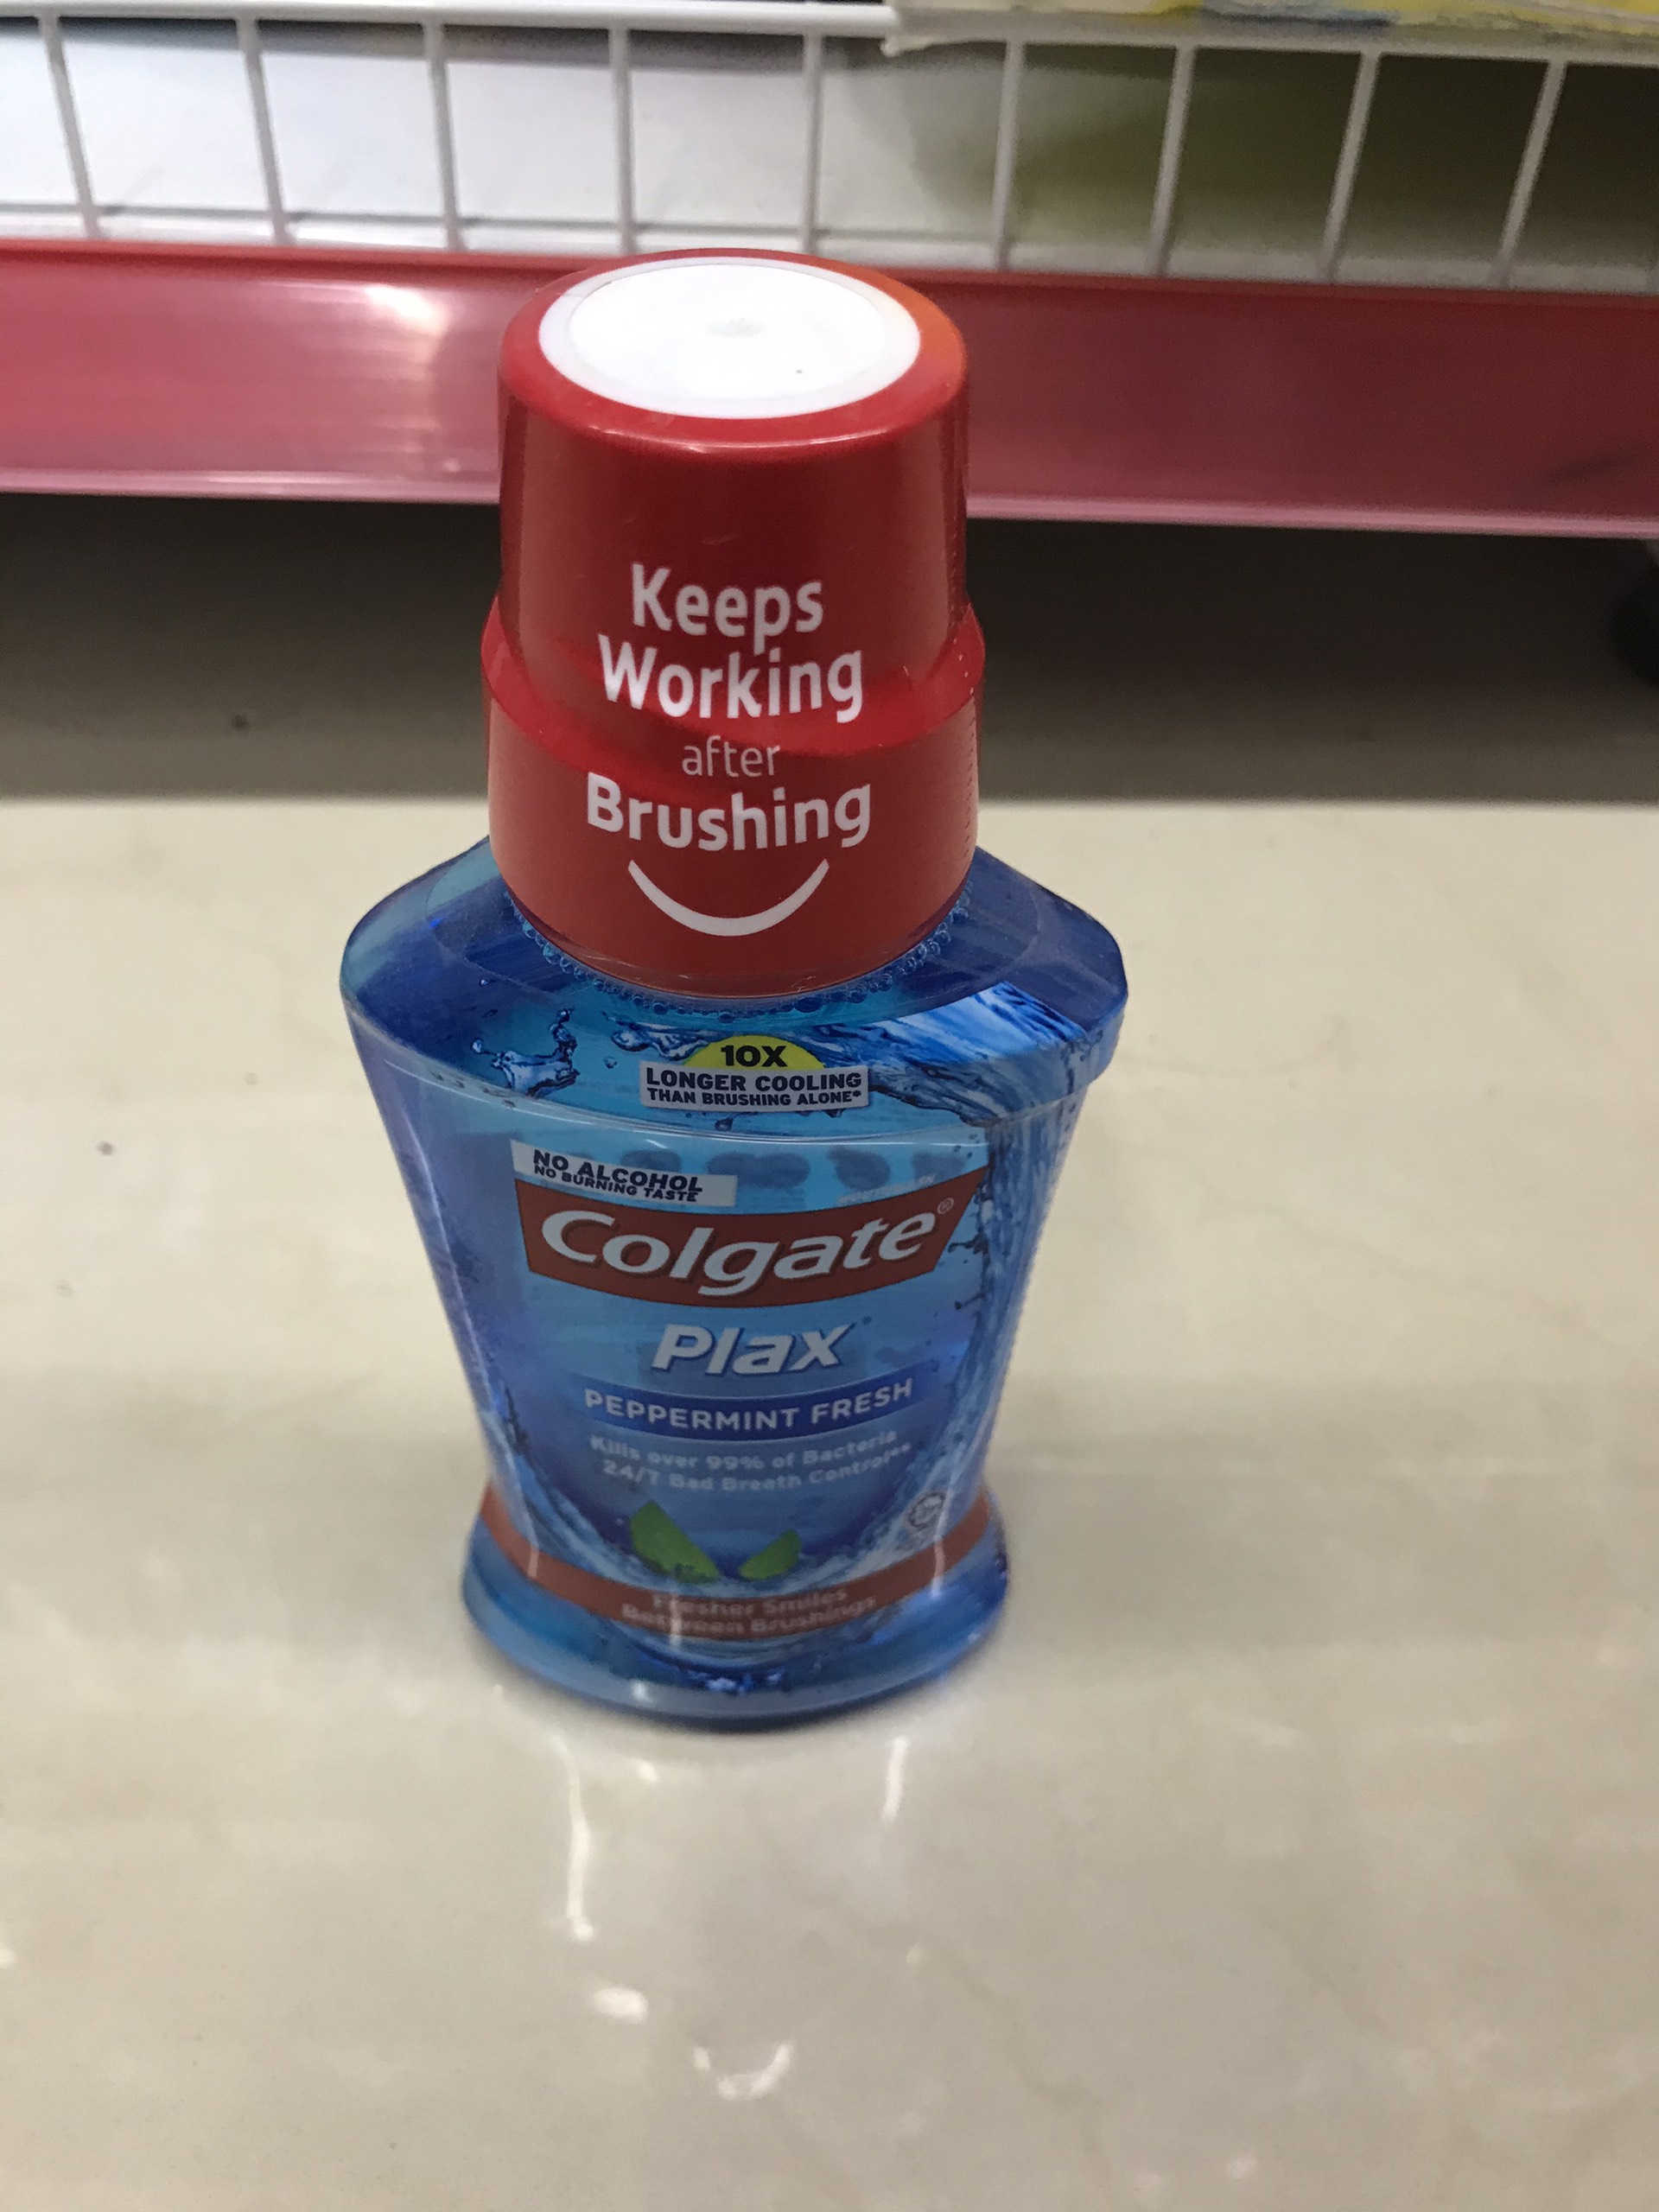 Keeps
Working
after
Brushing
10X
LONGER COOLING
THAN BRUSHING ALONE*
NO ALCOHOL
NO BURNING TASTE
Colgate®
Plax
PEPPERMINT FRESH
Kills over 99% of Bacteria
24/7 Bad Breath Control***
Fresher Smiles
Between Brushings